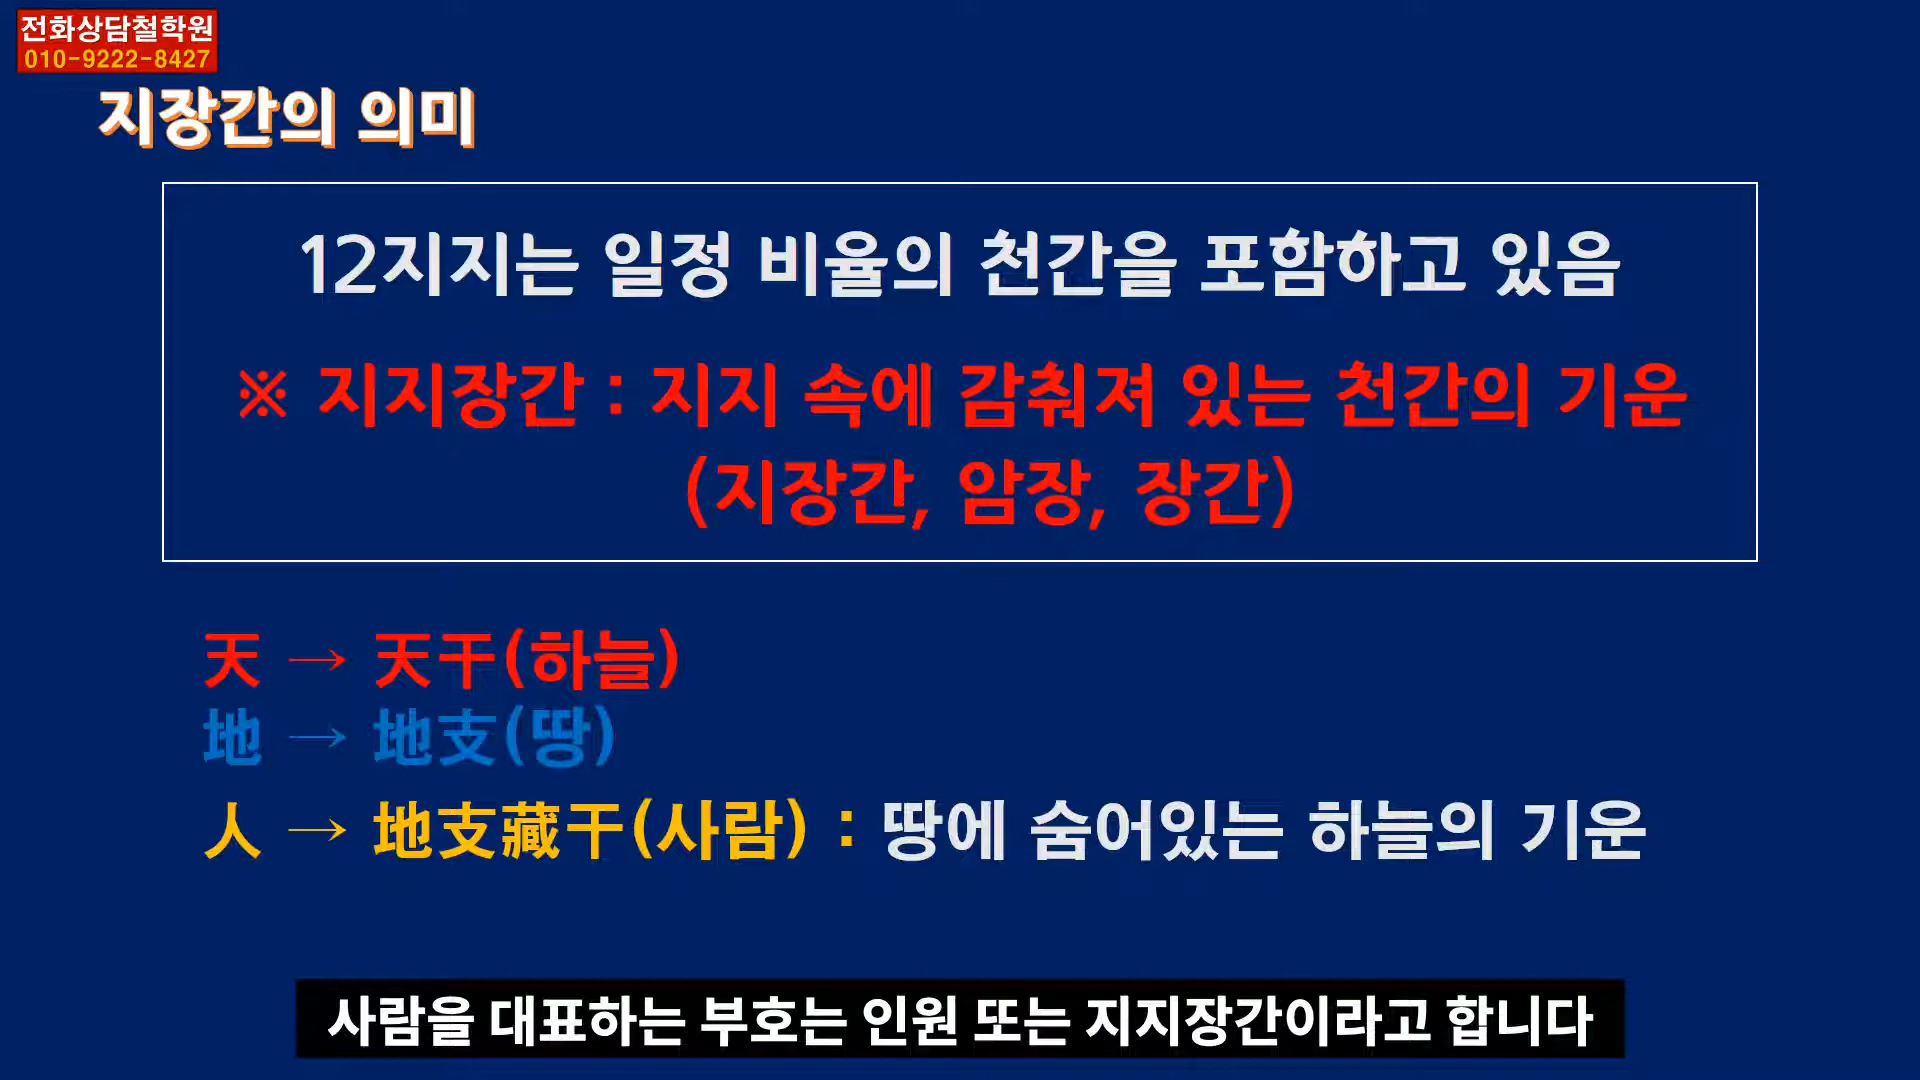 전화상담철학원
010-9222-8427
지장간의 의미
12지지는 일정 비율의 천간을 포함하고 있음
※ 지지장간 : 지지 속에 감춰져 있는 천간의 기운
(지장간, 암장, 장간)
天 → 天干(하늘)
地 → 地支(땅)
人 → 地支藏干(사람) : 땅에 숨어있는 하늘의 기운
사람을 대표하는 부호는 인원 또는 지지장간이라고 합니다